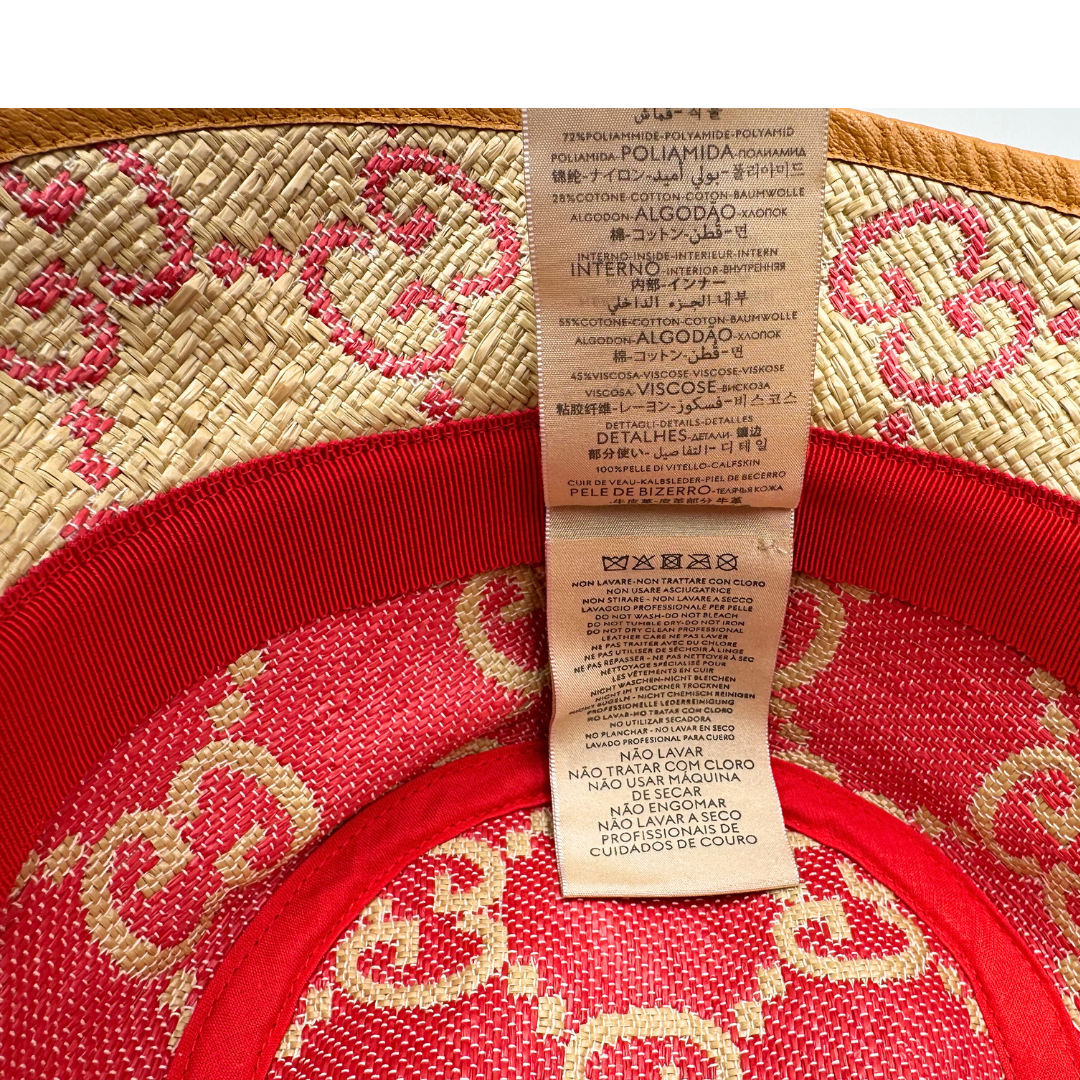 قماش-직물
72%POLIAMMIDE-POLYAMIDE-POLYAMID
POLIAMIDA-POLIAMIDA-ПОЛИАМИД
锦纶-ナイロン-بولي أميد-폴리아미드
28%COTONE-COTTON-COTON-BAUMWOLLE
ALGODON-ALGODÃO-ХЛОПОК
棉-コットン-قطن-면
INTERNO-INSIDE-INTERIEUR-INTERN
INTERNO-INTERIOR-ВНУТРЕННЯЯ
内部-インナー
내부 الجزء الداخلي
55%COTONE-COTTON-COTON-BAUMWOLLE
ALGODON-ALGODÃO-ХЛОПОК
棉-コットン-قطن-면
45%VISCOSA-VISCOSE-VISCOSE-VISKOSE
VISCOSA-VISCOSE-ВИСКОЗА
粘胶纤维-レーヨン-فسكوز-비스코스
DETTAGLI-DETAILS-DETALLES
DETALHES-ДЕТАЛИ-镶边
部分使い-التفاصيل-디테일
100%PELLE DI VITELLO-CALFSKIN
CUIR DE VEAU-KALBSLEDER-PIEL DE BECERRO
PELE DE BIZERRO-ТЕЛЯЧЬЯ КОЖА
NON LAVARE-NON TRATTARE CON CLORO
NON USARE ASCIUGATRICE
NON STIRARE-NON LAVARE A SECCO
LAVAGGIO PROFESSIONALE PER PELLE
DO NOT WASH-DO NOT BLEACH
DO NOT TUMBLE DRY-DO NOT IRON
DO NOT DRY CLEAN PROFESSIONAL
LEATHER CARE NE PAS LAVER
NE PAS TRAITER AVEC DU CHLORE
NE PAS UTILISER DE SÉCHOIR À LINGE
NE PAS REPASSER-NE PAS NETTOYER À SEC
NETTOYAGE SPÉCIALISÉ POUR
LES VÊTEMENTS EN CUIR
NICHT WASCHEN-NICHT BLEICHEN
NICHT IM TROCKNER TROCKNEN
NICHT BÜGELN-NICHT CHEMISCH REINIGEN
PROFESSIONELLE LEDERREINIGUNG
NO LAVAR-NO TRATAR CON CLORO
NO UTILIZAR SECADORA
NO PLANCHAR-NO LAVAR EN SECO
LAVADO PROFESIONAL PARA CUERO
NÃO LAVAR
NÃO TRATAR COM CLORO
NÃO USAR MÁQUINA
DE SECAR
NÃO ENGOMAR
NÃO LAVAR A SECO
PROFISSIONAIS DE
CUIDADOS DE COURO